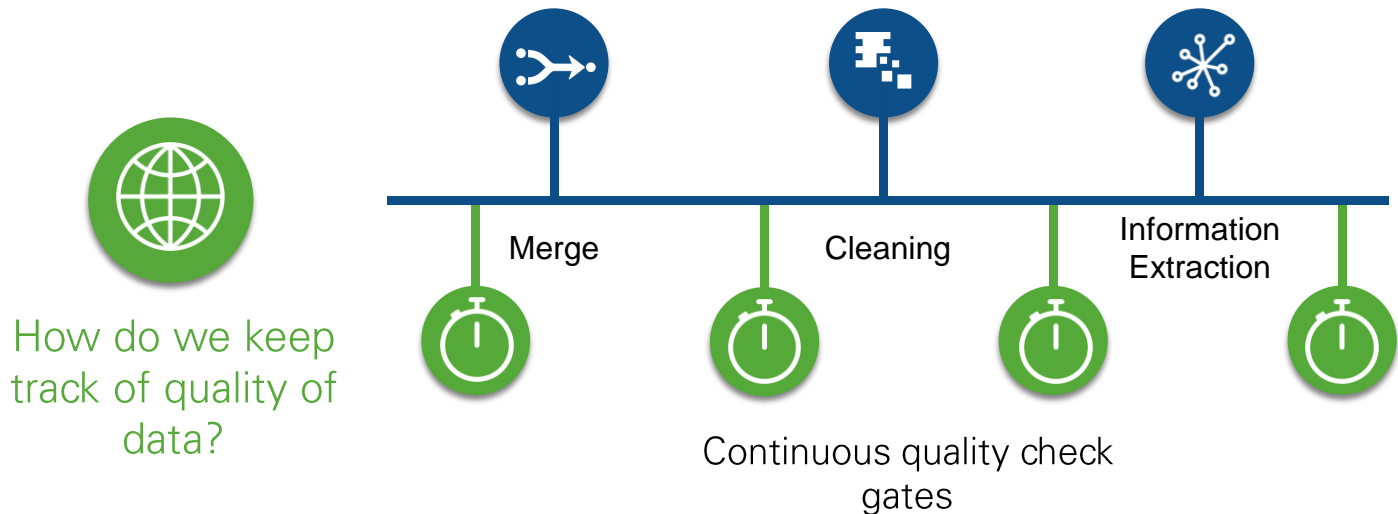 How do we keep
track of quality of
data?
Merge
Cleaning
Information
Extraction
Continuous quality check
gates